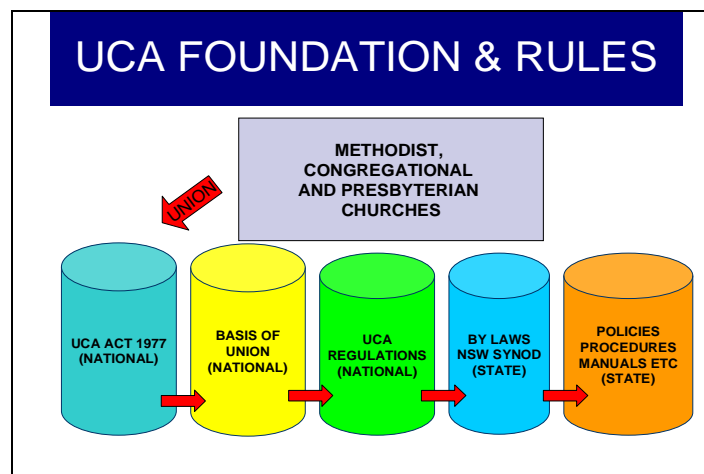 UCA FOUNDATION & RULES
METHODIST,
CONGREGATIONAL
AND PRESBYTERIAN
CHURCHES
UNION
UCA ACT 1977
(NATIONAL)
BASIS OF
UNION
(NATIONAL)
UCA
REGULATIONS
(NATIONAL)
BY LAWS
NSW SYNOD
(STATE)
POLICIES
PROCEDURES
MANUALS ETC
(STATE)